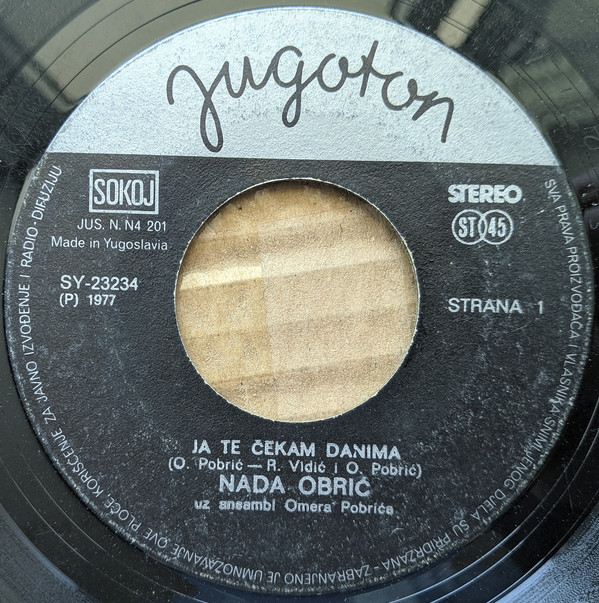 Jugoton
SOKOJ
JUS. N. N4 201
Made in Yugoslavia
STEREO
ST 45
SY-23234
(P) 1977
STRANA 1
JA TE ČEKAM DANIMA
(O. Pobrić — R. Vidić i O. Pobrić)
NADA OBRIČ
uz ansambl Omera Pobrića
SVA PRAVA PROIZVOĐAČA I VLASNIKA SNIMLJENOG DJELA SU PRIDRŽANA - ZABRANJENO JE UMNOŽAVANJE OVE PLOČE KORIŠĆENJE ZA JAVNO IZVOĐENJE I RADIO-DIFUZIJU